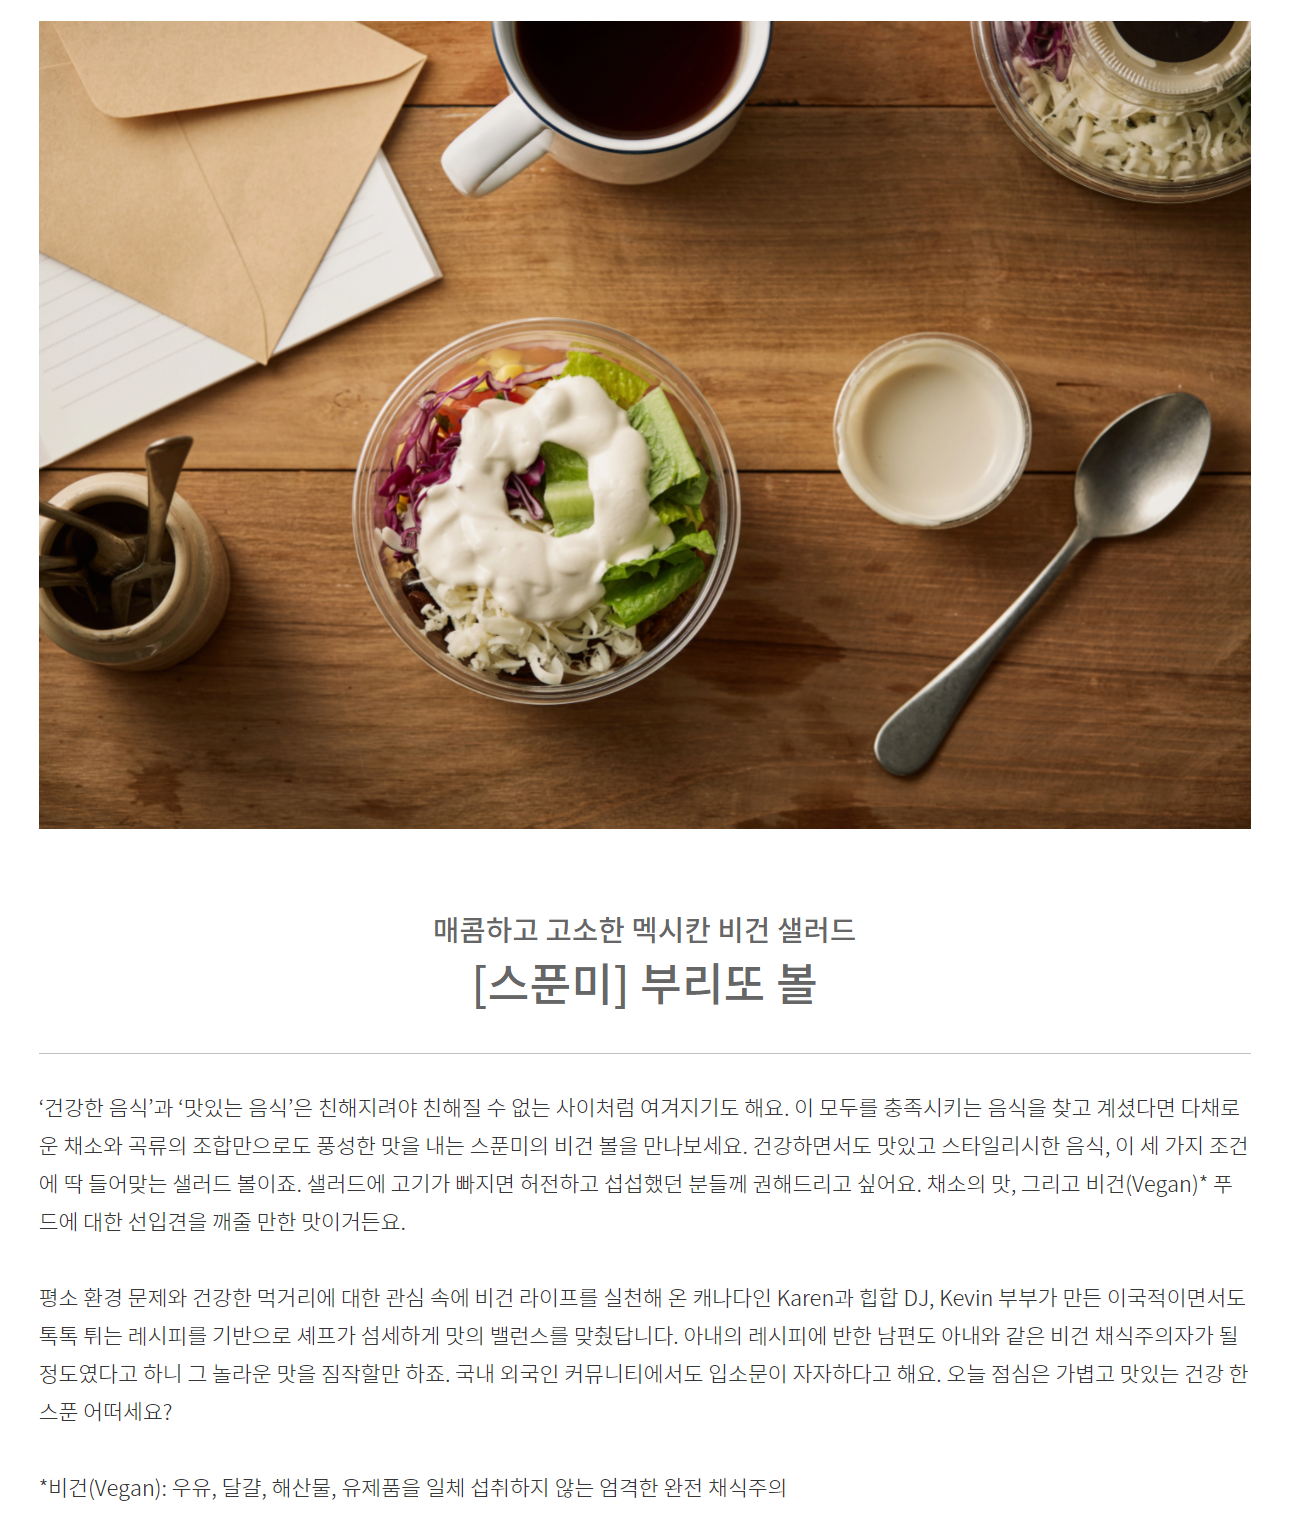 매콤하고 고소한 멕시칸 비건 샐러드
[스푼미] 부리또 볼
‘건강한 음식’과 ‘맛있는 음식’은 친해지려야 친해질 수 없는 사이처럼 여겨지기도 해요. 이 모두를 충족시키는 음식을 찾고 계셨다면 다채로
운 채소와 곡류의 조합만으로도 풍성한 맛을 내는 스푼미의 비건 볼을 만나보세요. 건강하면서도 맛있고 스타일리시한 음식, 이 세 가지 조건
에 딱 들어맞는 샐러드 볼이죠. 샐러드에 고기가 빠지면 허전하고 섭섭했던 분들께 권해드리고 싶어요. 채소의 맛, 그리고 비건(Vegan)* 푸
드에 대한 선입견을 깨줄 만한 맛이거든요.
평소 환경 문제와 건강한 먹거리에 대한 관심 속에 비건 라이프를 실천해 온 캐나다인 Karen과 힙합 DJ, Kevin 부부가 만든 이국적이면서도
톡톡 튀는 레시피를 기반으로 셰프가 섬세하게 맛의 밸런스를 맞췄답니다. 아내의 레시피에 반한 남편도 아내와 같은 비건 채식주의자가 될
정도였다고 하니 그 놀라운 맛을 짐작할만 하죠. 국내 외국인 커뮤니티에서도 입소문이 자자하다고 해요. 오늘 점심은 가볍고 맛있는 건강 한
스푼 어떠세요?
*비건(Vegan): 우유, 달걀, 해산물, 유제품을 일체 섭취하지 않는 엄격한 완전 채식주의